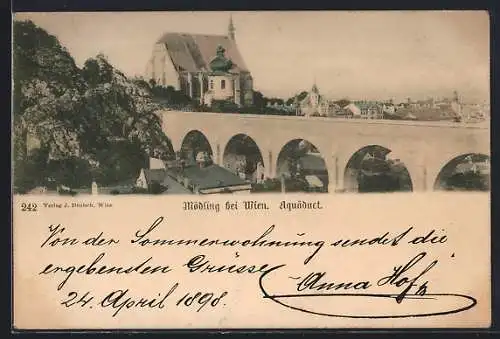 242 Verlag J. Deutsch, Wien. Mödling bei Wien. Aquäduct.
Von der Sommerwohnung sendet die
ergebensten Grüsse Anna Hof
24. April 1898.